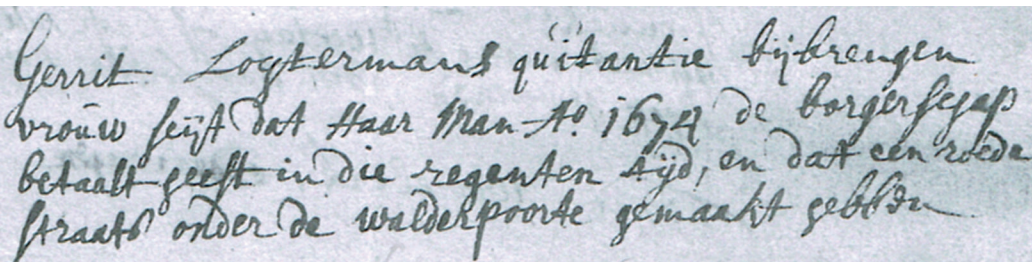 Gerrit Logtermans quitantie bijbrengen
vrouw seijt dat Haar Man Ao. 1674 de borgerschap
betaalt heeft in die regenten tijd, en dat een roede
straats onder de walderpoorte gemaakt hebben